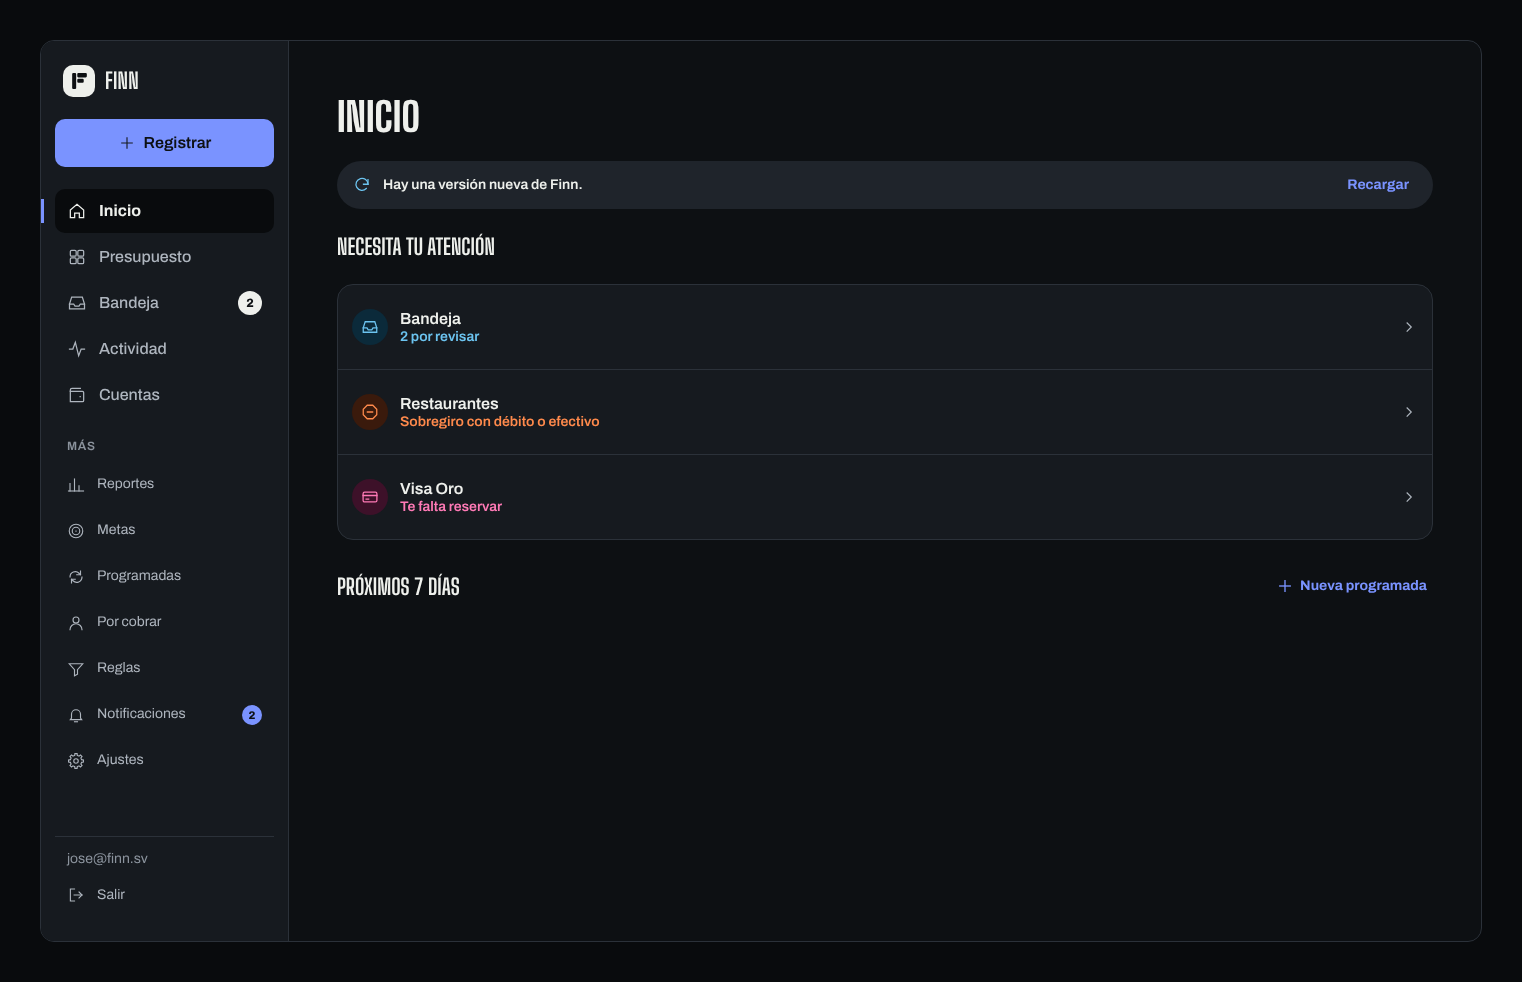 FINN
Registrar
Inicio
Presupuesto
Bandeja 2
Actividad
Cuentas
MÁS
Reportes
Metas
Programadas
Por cobrar
Reglas
Notificaciones 2
Ajustes
jose@finn.sv
Salir
INICIO
Hay una versión nueva de Finn. Recargar
NECESITA TU ATENCIÓN
Bandeja
2 por revisar
Restaurantes
Sobregiro con débito o efectivo
Visa Oro
Te falta reservar
PRÓXIMOS 7 DÍAS Nueva programada